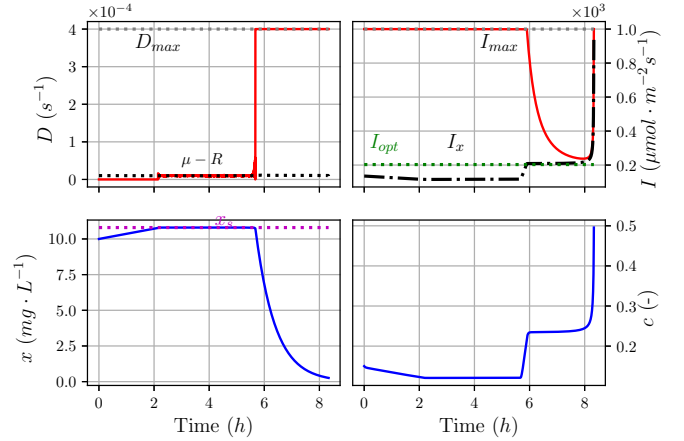 ×10⁻⁴
4
3
2
1
0
D (s⁻¹)
D_max
μ − R
×10³
1.0
0.8
0.6
0.4
0.2
I (μmol · m⁻² s⁻¹)
I_max
I_opt
I_x
10.0
7.5
5.0
2.5
0.0
x (mg · L⁻¹)
x_s
0 2 4 6 8
Time (h)
0.5
0.4
0.3
0.2
c (-)
0 2 4 6 8
Time (h)